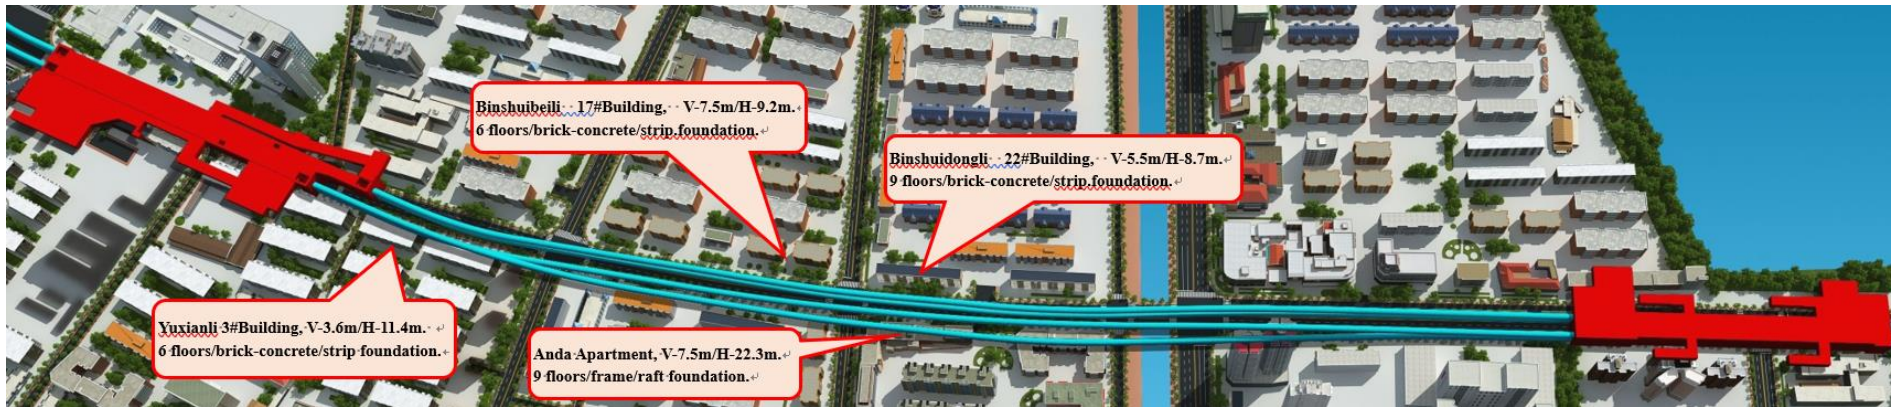 Binshuibeili 17#Building, V-7.5m/H-9.2m.
6 floors/brick-concrete/strip.foundation.
Binshuidongli 22#Building, V-5.5m/H-8.7m.
9 floors/brick-concrete/strip.foundation.
Yuxianli 3#Building, V-3.6m/H-11.4m.
6 floors/brick-concrete/strip foundation.
Anda Apartment, V-7.5m/H-22.3m.
9 floors/frame/raft foundation.